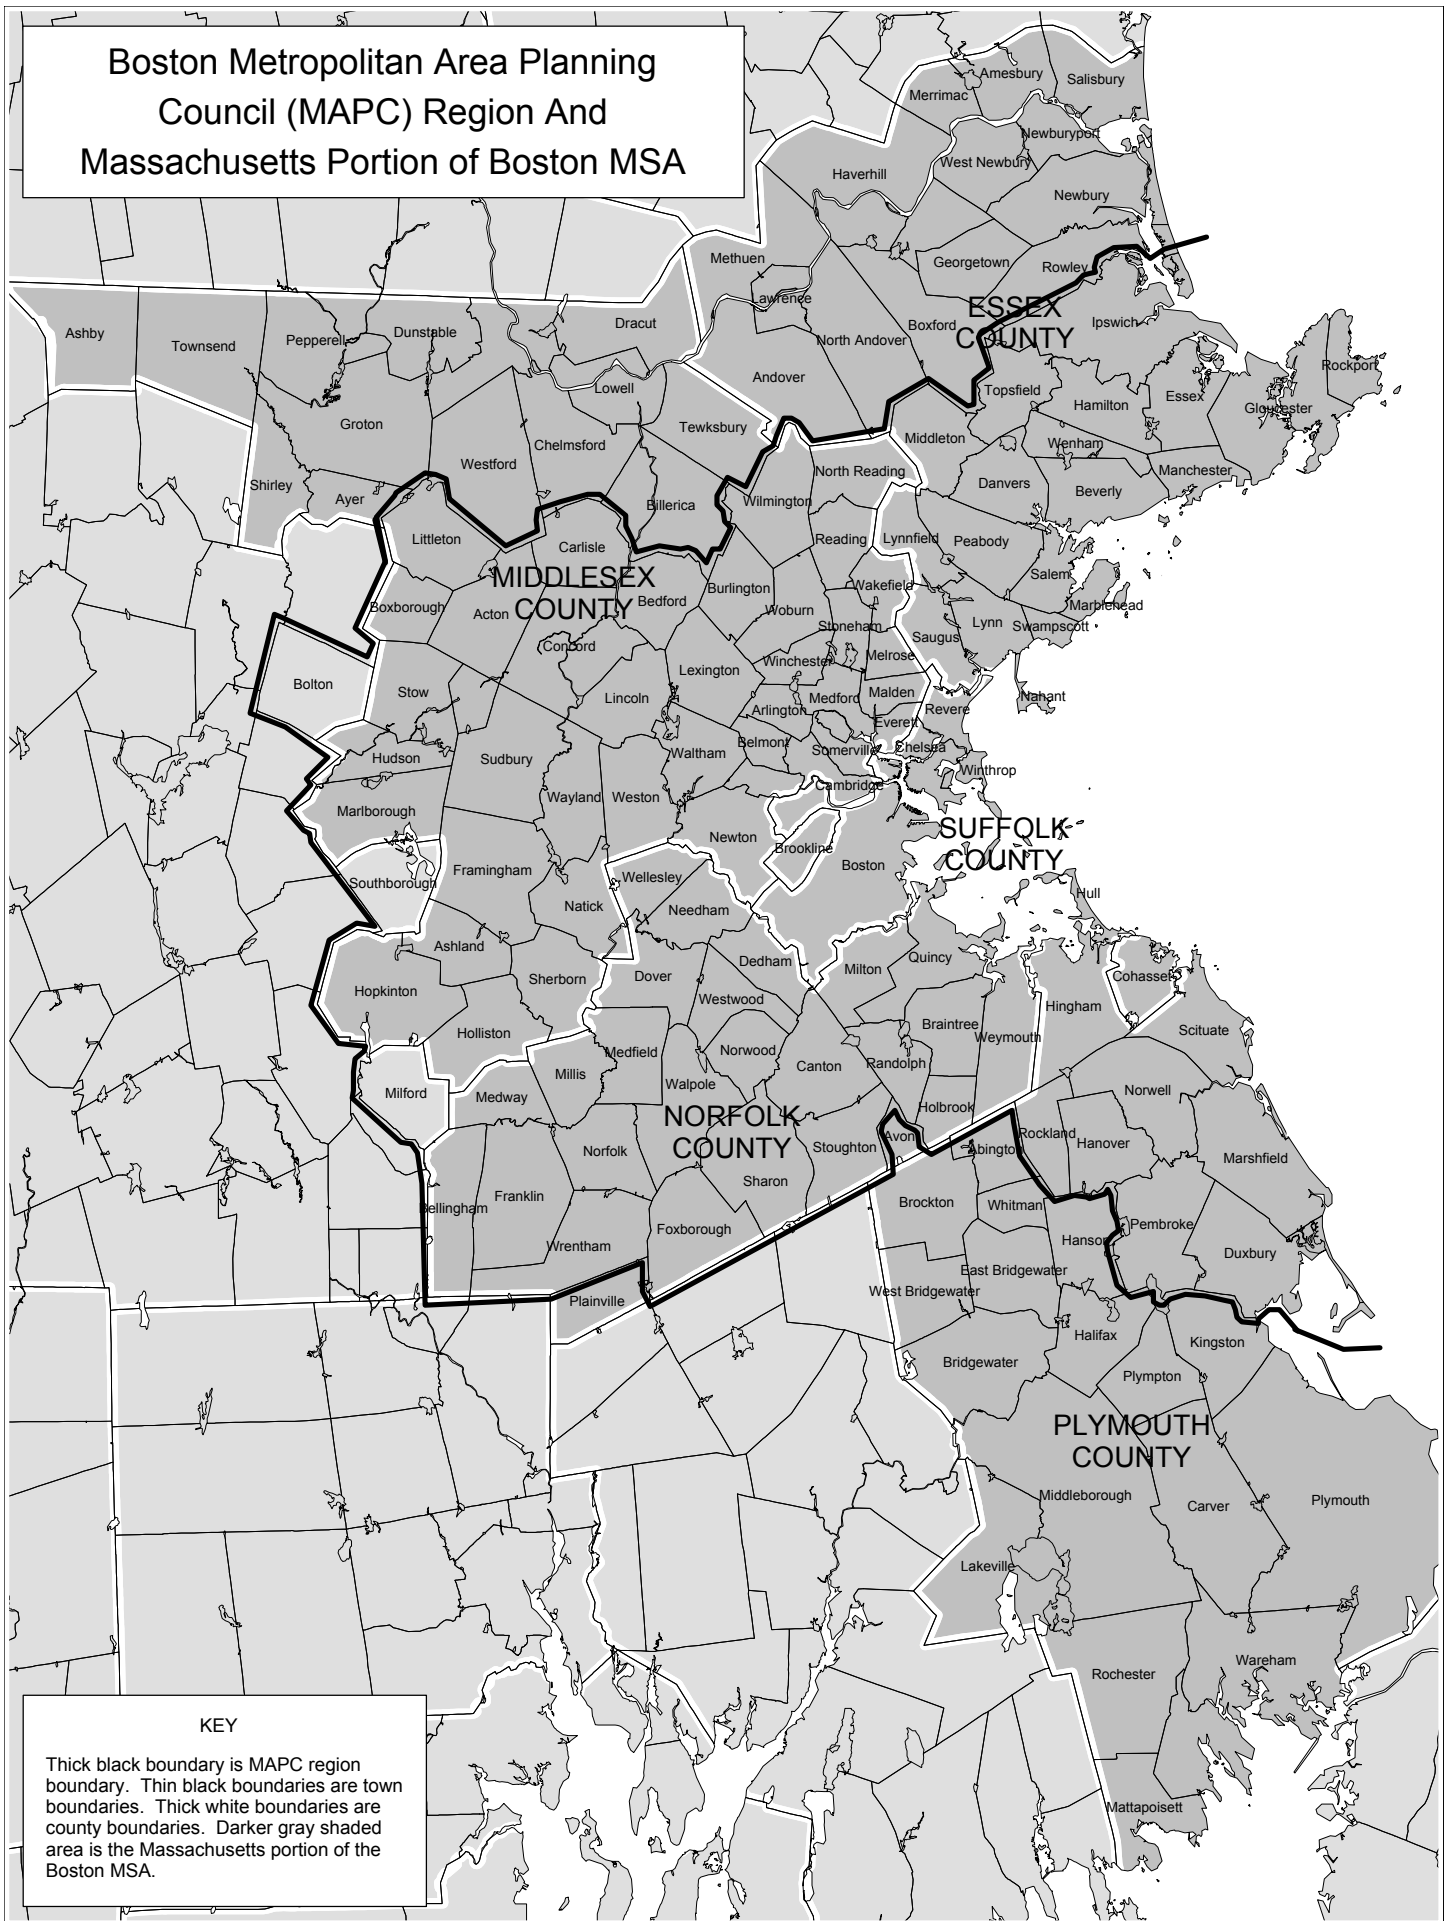 Boston Metropolitan Area Planning
Council (MAPC) Region And
Massachusetts Portion of Boston MSA
Amesbury
Salisbury
Merrimac
Newburyport
West Newbury
Haverhill
Newbury
Methuen
Georgetown
Rowley
Lawrence
ESSEX
COUNTY
Ashby
Townsend
Pepperell
Dunstable
Dracut
North Andover
Boxford
Ipswich
Rockport
Lowell
Andover
Topsfield
Hamilton
Essex
Gloucester
Groton
Tewksbury
Chelmsford
Middleton
Wenham
Westford
North Reading
Manchester
Shirley
Ayer
Billerica
Wilmington
Danvers
Beverly
Littleton
Carlisle
Reading
Lynnfield
Peabody
MIDDLESEX
COUNTY
Salem
Burlington
Wakefield
Boxborough
Acton
Bedford
Woburn
Marblehead
Stoneham
Lynn
Swampscott
Saugus
Concord
Winchester
Melrose
Lexington
Bolton
Stow
Lincoln
Medford
Malden
Nahant
Arlington
Revere
Everett
Hudson
Sudbury
Waltham
Belmont
Somerville
Chelsea
Winthrop
Cambridge
Marlborough
Wayland
Weston
SUFFOLK
COUNTY
Newton
Brookline
Boston
Framingham
Southborough
Wellesley
Hull
Natick
Needham
Ashland
Quincy
Dedham
Milton
Sherborn
Dover
Cohasset
Hopkinton
Westwood
Hingham
Holliston
Braintree
Weymouth
Scituate
Medfield
Norwood
Canton
Randolph
Millis
Walpole
Milford
Medway
Norwell
Holbrook
NORFOLK
COUNTY
Avon
Rockland
Hanover
Norfolk
Stoughton
Abington
Marshfield
Sharon
Franklin
Brockton
Whitman
Bellingham
Foxborough
Pembroke
Wrentham
Hanson
Duxbury
East Bridgewater
West Bridgewater
Plainville
Halifax
Kingston
Bridgewater
Plympton
PLYMOUTH
COUNTY
Middleborough
Carver
Plymouth
Lakeville
Rochester
Wareham
Mattapoisett
KEY
Thick black boundary is MAPC region
boundary. Thin black boundaries are town
boundaries. Thick white boundaries are
county boundaries. Darker gray shaded
area is the Massachusetts portion of the
Boston MSA.